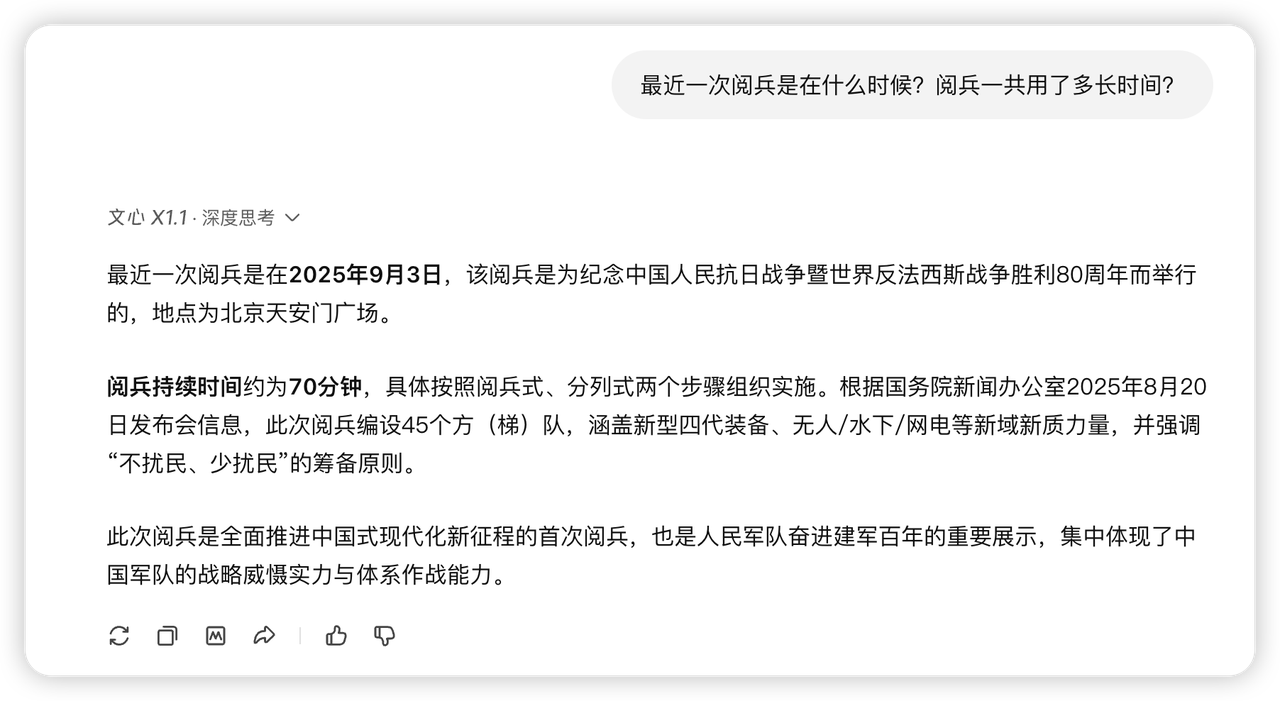 最近一次阅兵是在什么时候？阅兵一共用了多长时间？
文心 X1.1 · 深度思考
最近一次阅兵是在2025年9月3日，该阅兵是为纪念中国人民抗日战争暨世界反法西斯战争胜利80周年而举行
的，地点为北京天安门广场。
阅兵持续时间约为70分钟，具体按照阅兵式、分列式两个步骤组织实施。根据国务院新闻办公室2025年8月20
日发布会信息，此次阅兵编设45个方（梯）队，涵盖新型四代装备、无人/水下/网电等新域新质力量，并强调
“不扰民、少扰民”的筹备原则。
此次阅兵是全面推进中国式现代化新征程的首次阅兵，也是人民军队奋进建军百年的重要展示，集中体现了中
国军队的战略威慑实力与体系作战能力。